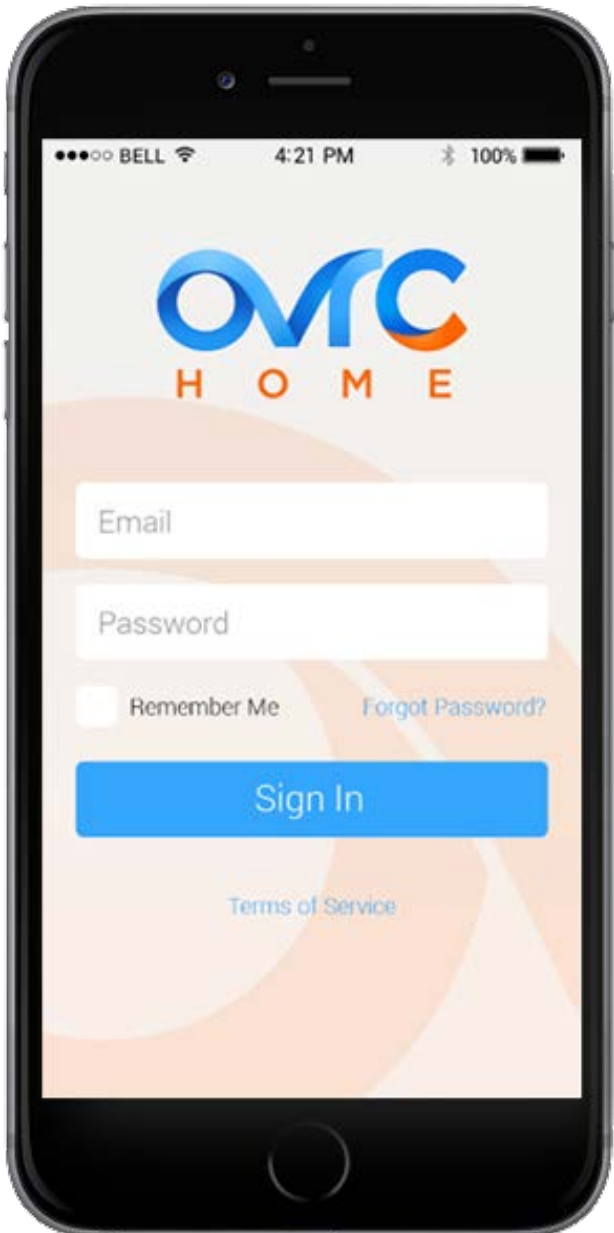 BELL 4:21 PM 100%
OvrC
HOME
Email
Password
Remember Me Forgot Password?
Sign In
Terms of Service